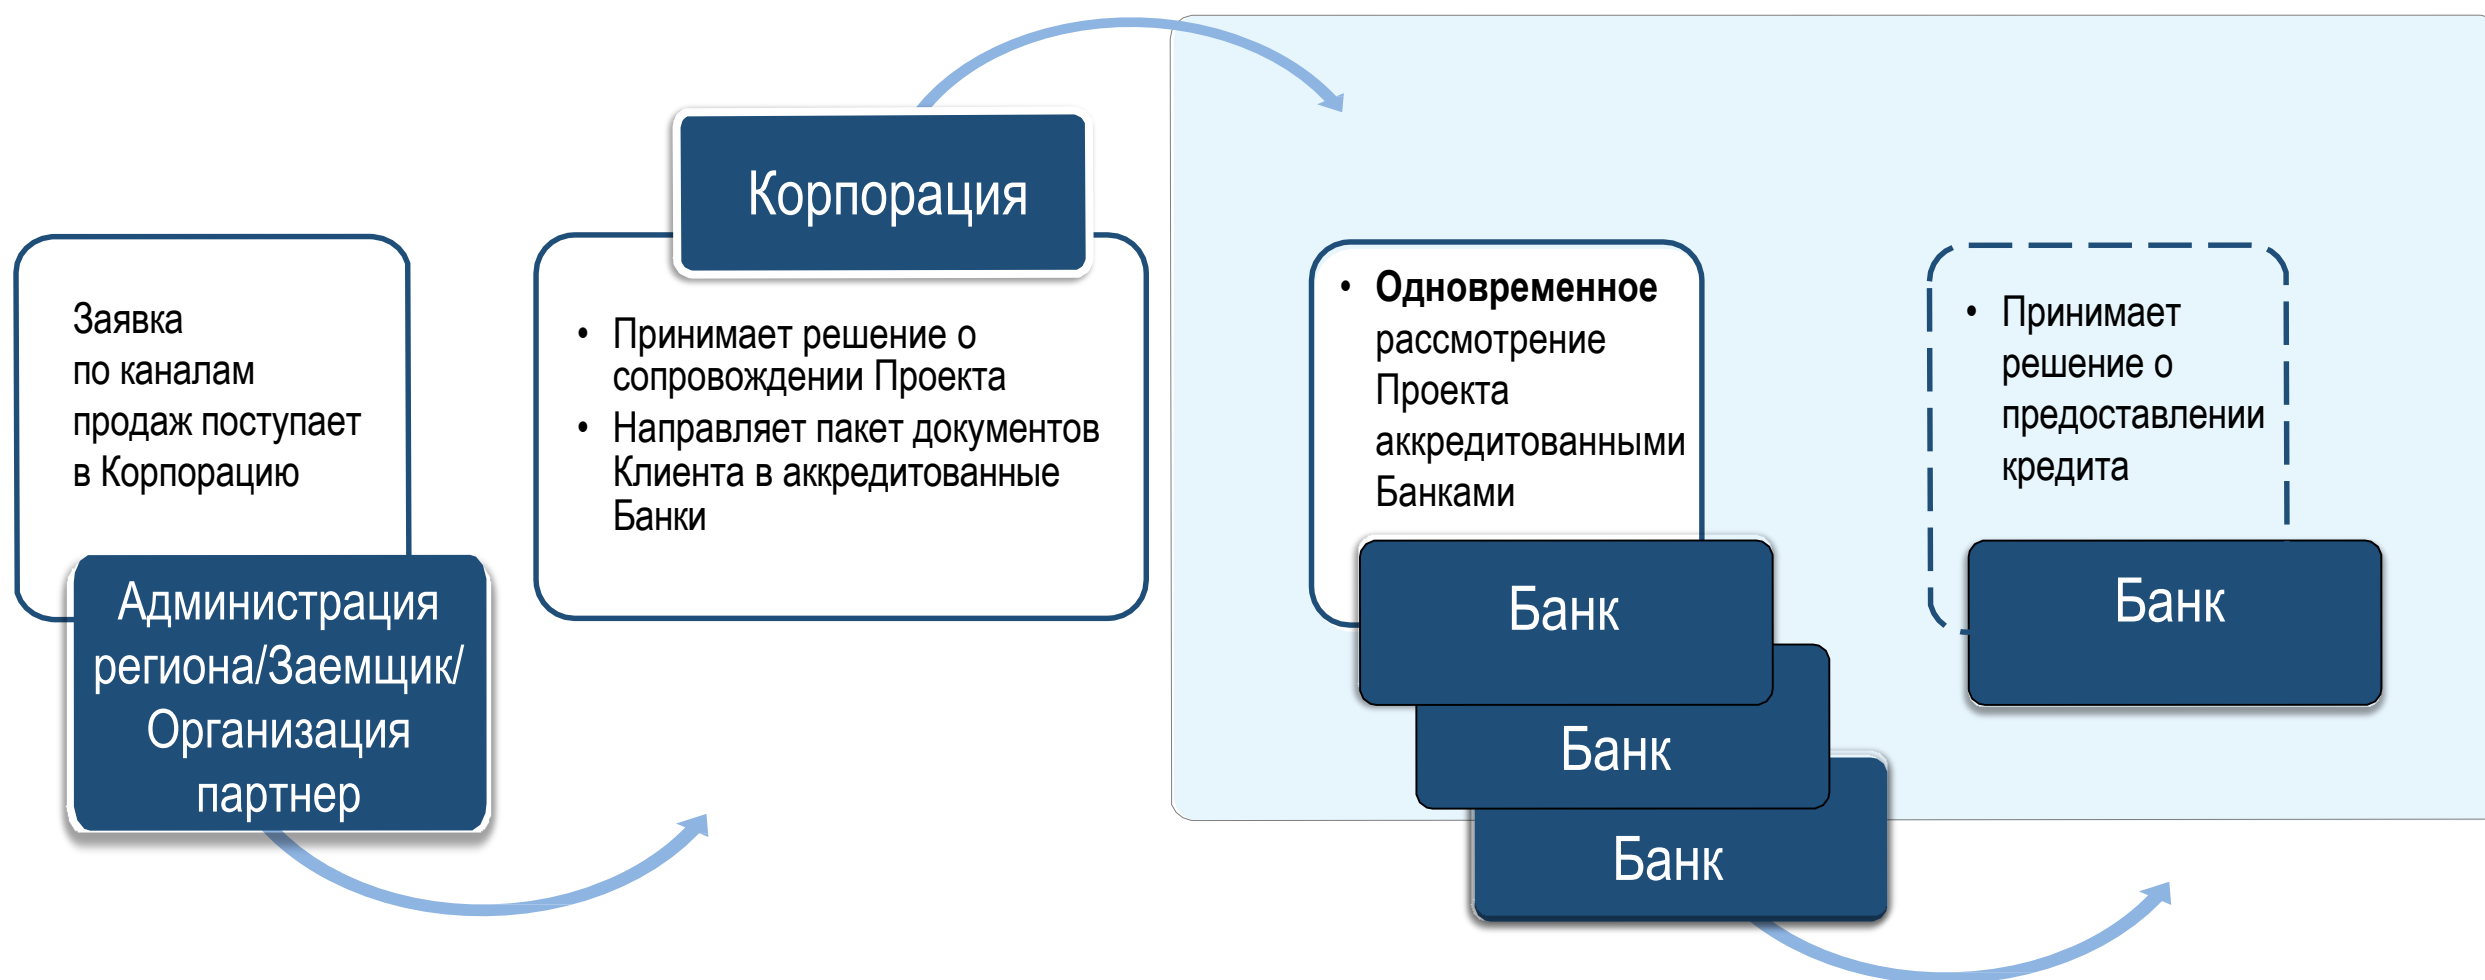 Заявка
по каналам
продаж поступает
в Корпорацию
Администрация
региона/Заемщик/
Организация
партнер
Корпорация
• Принимает решение о
сопровождении Проекта
• Направляет пакет документов
Клиента в аккредитованные
Банки
• Одновременное
рассмотрение
Проекта
аккредитованными
Банками
Банк
Банк
Банк
• Принимает
решение о
предоставлении
кредита
Банк